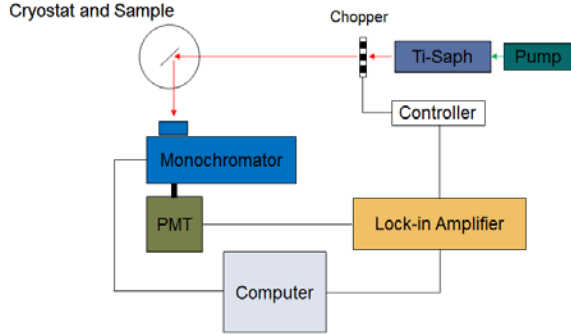 Cryostat and Sample
Chopper
Ti-Saph
Pump
Controller
Monochromator
PMT
Lock-in Amplifier
Computer